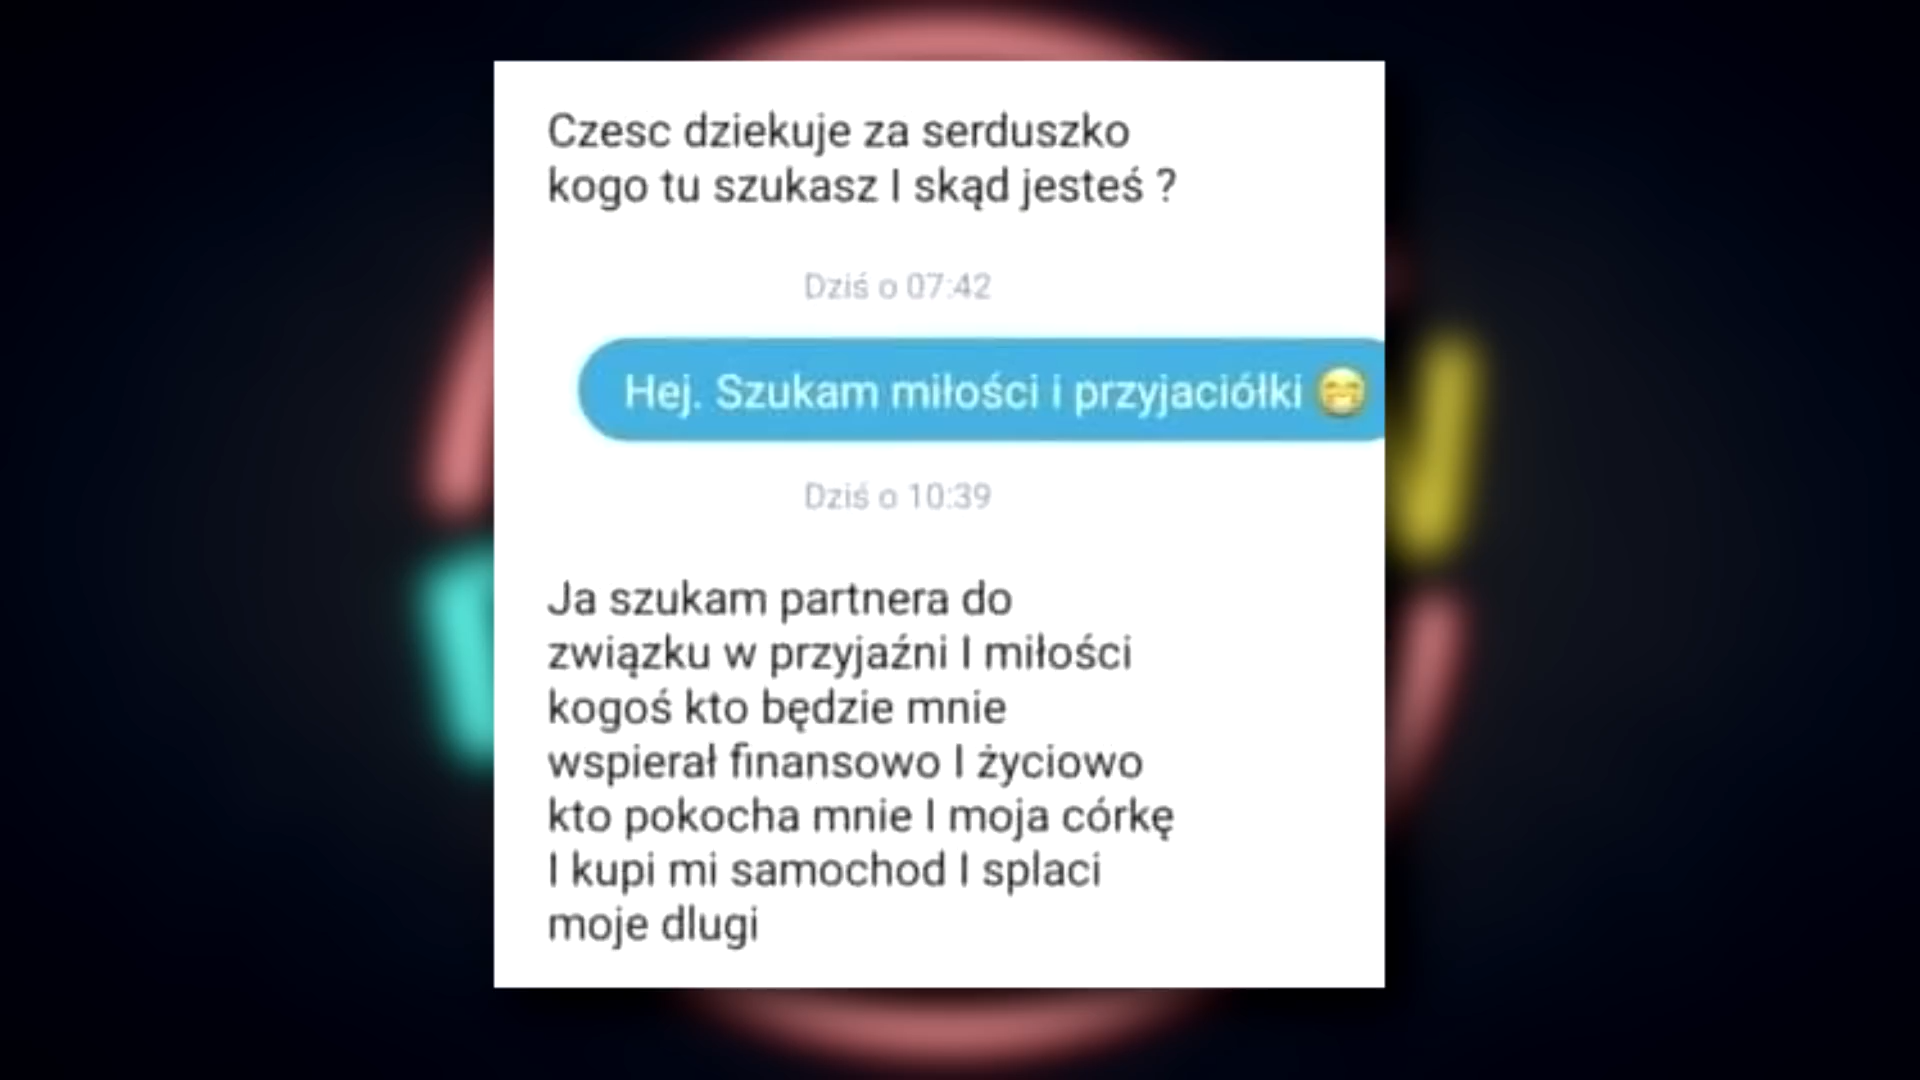 Czesc dziekuje za serduszko
kogo tu szukasz I skąd jesteś ?
Dziś o 07:42
Hej. Szukam miłości i przyjaciółki 😁
Dziś o 10:39
Ja szukam partnera do
związku w przyjaźni I miłości
kogoś kto będzie mnie
wspierał finansowo I życiowo
kto pokocha mnie I moja córkę
I kupi mi samochod I splaci
moje dlugi